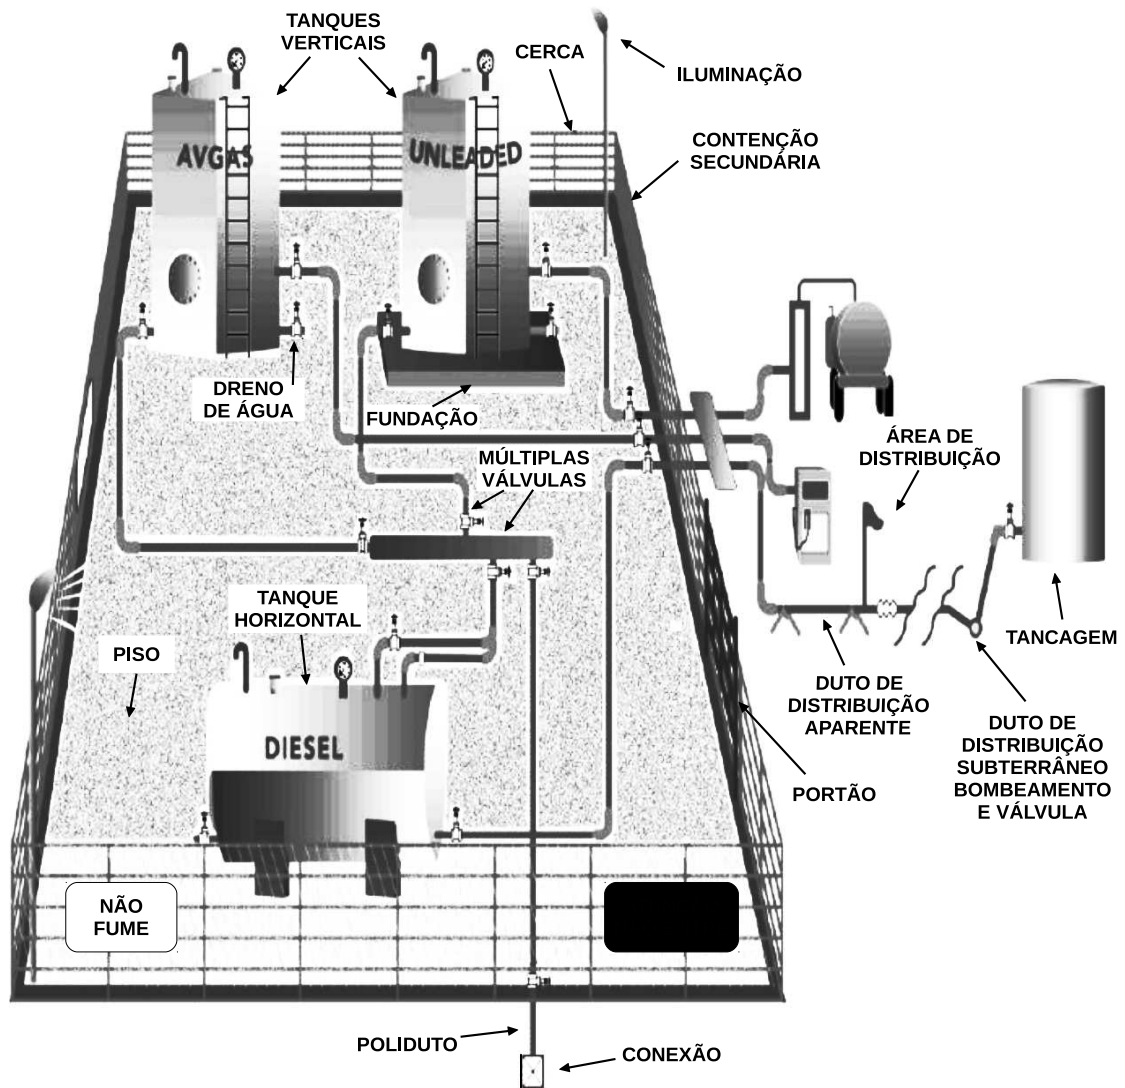 TANQUES
VERTICAIS
CERCA
ILUMINAÇÃO
CONTENÇÃO
SECUNDÁRIA
AVGAS
UNLEADED
DRENO
DE ÁGUA
FUNDAÇÃO
MÚLTIPLAS
VÁLVULAS
ÁREA DE
DISTRIBUIÇÃO
TANQUE
HORIZONTAL
PISO
DIESEL
TANCAGEM
DUTO DE
DISTRIBUIÇÃO
APARENTE
DUTO DE
DISTRIBUIÇÃO
SUBTERRÂNEO
BOMBEAMENTO
E VÁLVULA
PORTÃO
NÃO
FUME
POLIDUTO
CONEXÃO